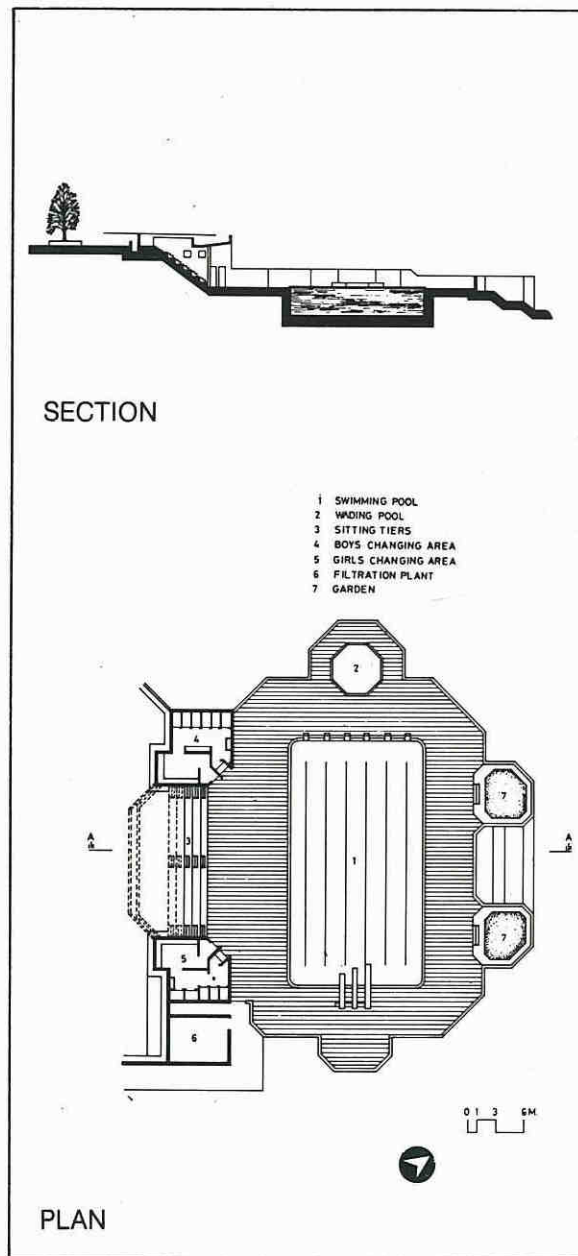 SECTION
1 SWIMMING POOL
2 WADING POOL
3 SITTING TIERS
4 BOYS CHANGING AREA
5 GIRLS CHANGING AREA
6 FILTRATION PLANT
7 GARDEN
2
4
7
A
3
A
1
5
7
6
0 1 3 6M.
PLAN